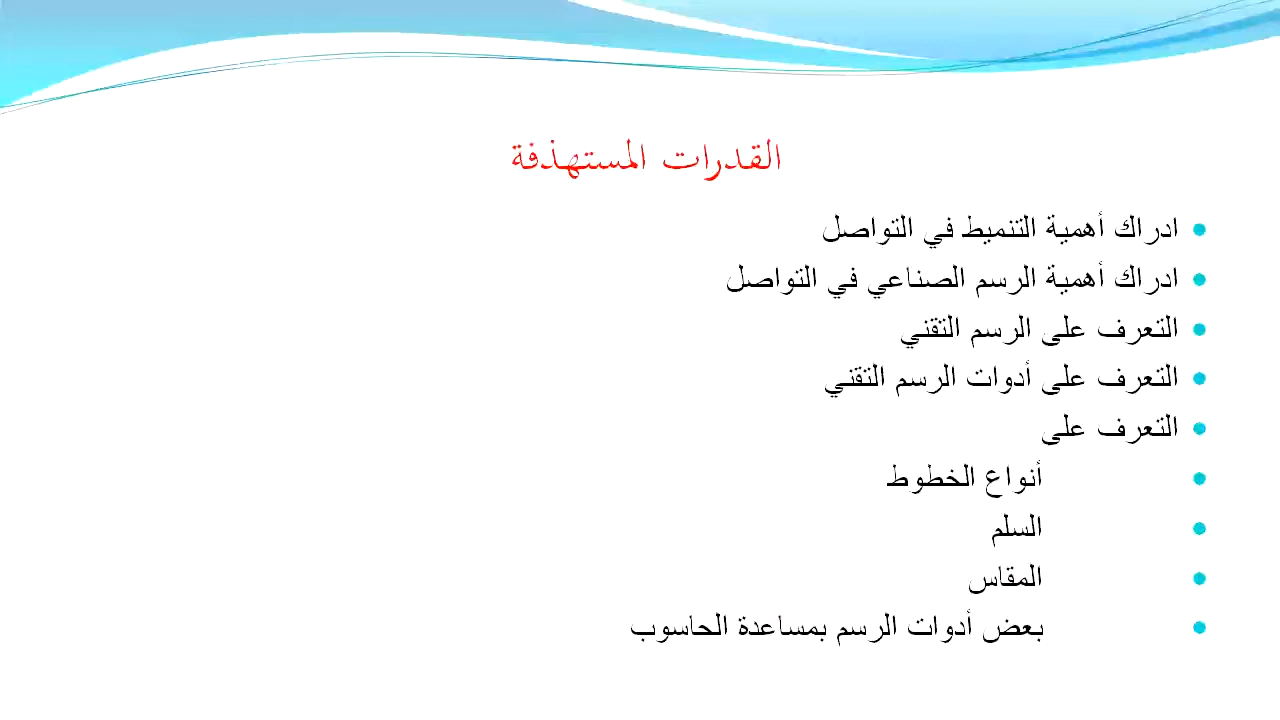 القدرات المستهذفة
ادراك أهمية التنميط في التواصل
ادراك أهمية الرسم الصناعي في التواصل
التعرف على الرسم التقني
التعرف على أدوات الرسم التقني
التعرف على
أنواع الخطوط
السلم
المقاس
بعض أدوات الرسم بمساعدة الحاسوب